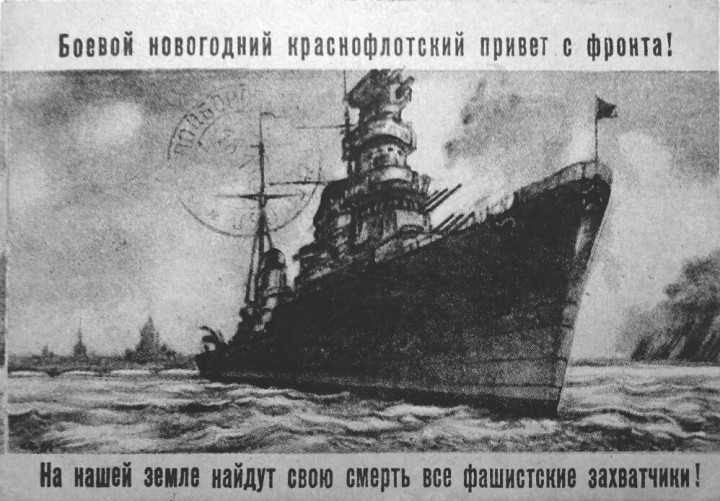 Боевой новогодний краснофлотский привет с фронта!
На нашей земле найдут свою смерть все фашистские захватчики!